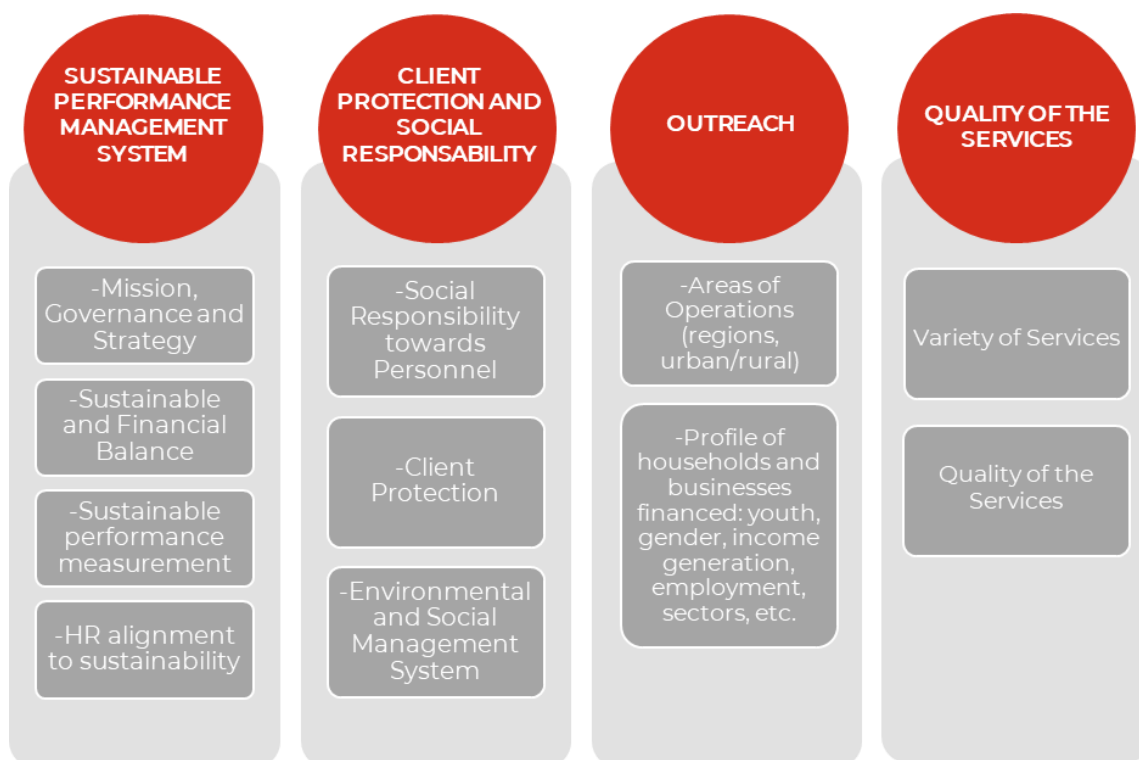 SUSTAINABLE
PERFORMANCE
MANAGEMENT
SYSTEM
-Mission,
Governance and
Strategy
-Sustainable
and Financial
Balance
-Sustainable
performance
measurement
-HR alignment
to sustainability
CLIENT
PROTECTION AND
SOCIAL
RESPONSABILITY
-Social
Responsibility
towards
Personnel
-Client
Protection
-Environmental
and Social
Management
System
OUTREACH
-Areas of
Operations
(regions,
urban/rural)
-Profile of
households and
businesses
financed: youth,
gender, income
generation,
employment,
sectors, etc.
QUALITY OF THE
SERVICES
Variety of Services
Quality of the
Services